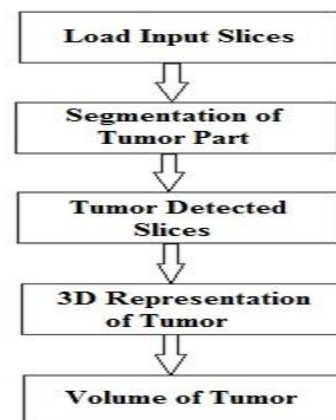 Load Input Slices
Segmentation of
Tumor Part
Tumor Detected
Slices
3D Representation
of Tumor
Volume of Tumor